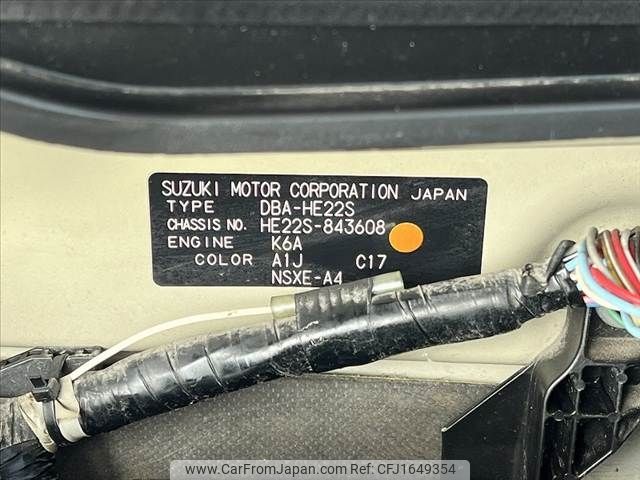 SUZUKI MOTOR CORPORATION JAPAN
TYPE DBA-HE22S
CHASSIS NO. HE22S-843608
ENGINE K6A
COLOR A1J C17
NSXE-A4
www.CarFromJapan.com | Ref No: CFJ1649354